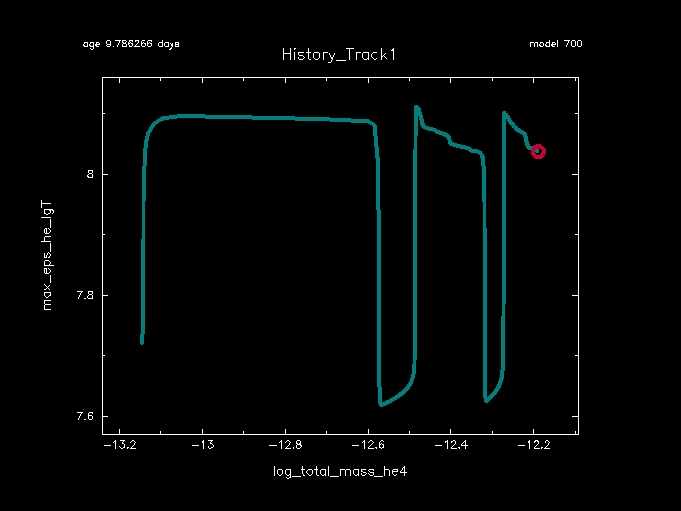 age 9.786266 days
model 700
History_Track1
8
7.8
7.6
max_eps_he_lgT
−13.2
−13
−12.8
−12.6
−12.4
−12.2
log_total_mass_he4